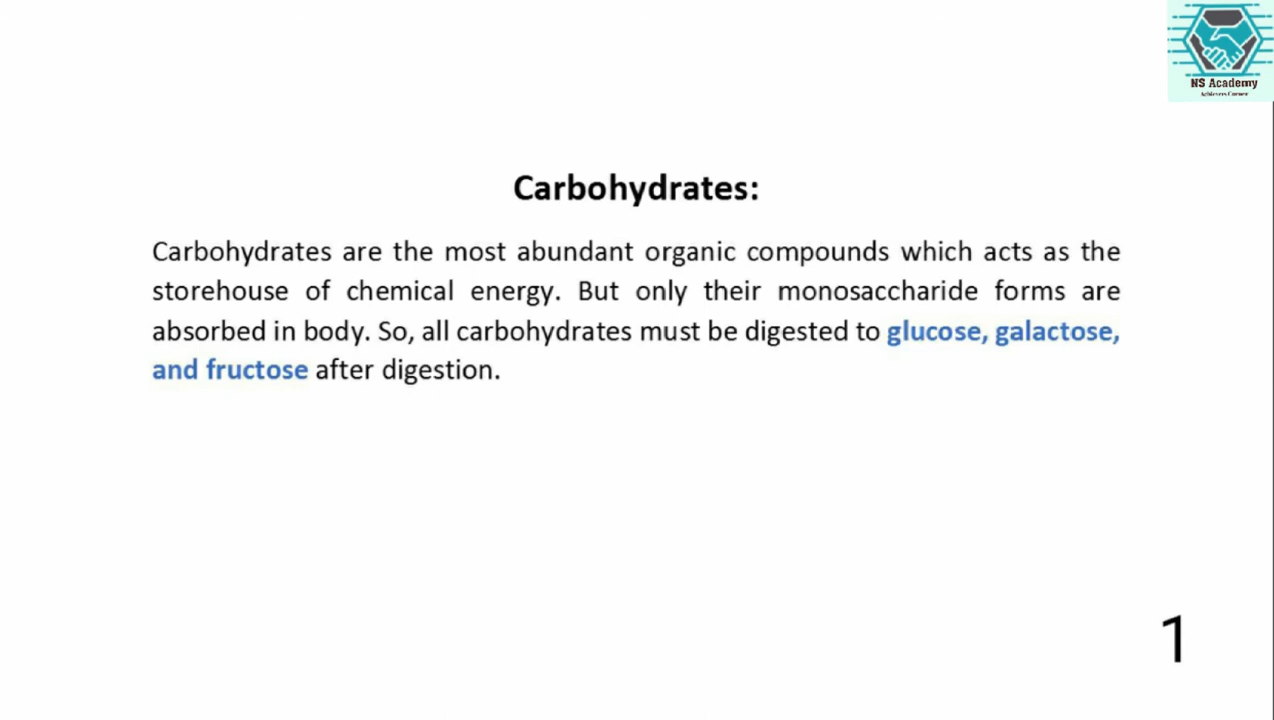 NS Academy
Achievers Corner
Carbohydrates:
Carbohydrates are the most abundant organic compounds which acts as the
storehouse of chemical energy. But only their monosaccharide forms are
absorbed in body. So, all carbohydrates must be digested to glucose, galactose,
and fructose after digestion.
1